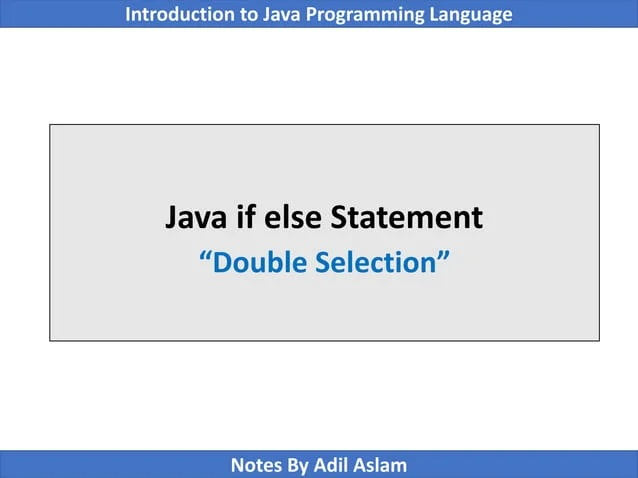 Introduction to Java Programming Language
Java if else Statement
“Double Selection”
Notes By Adil Aslam